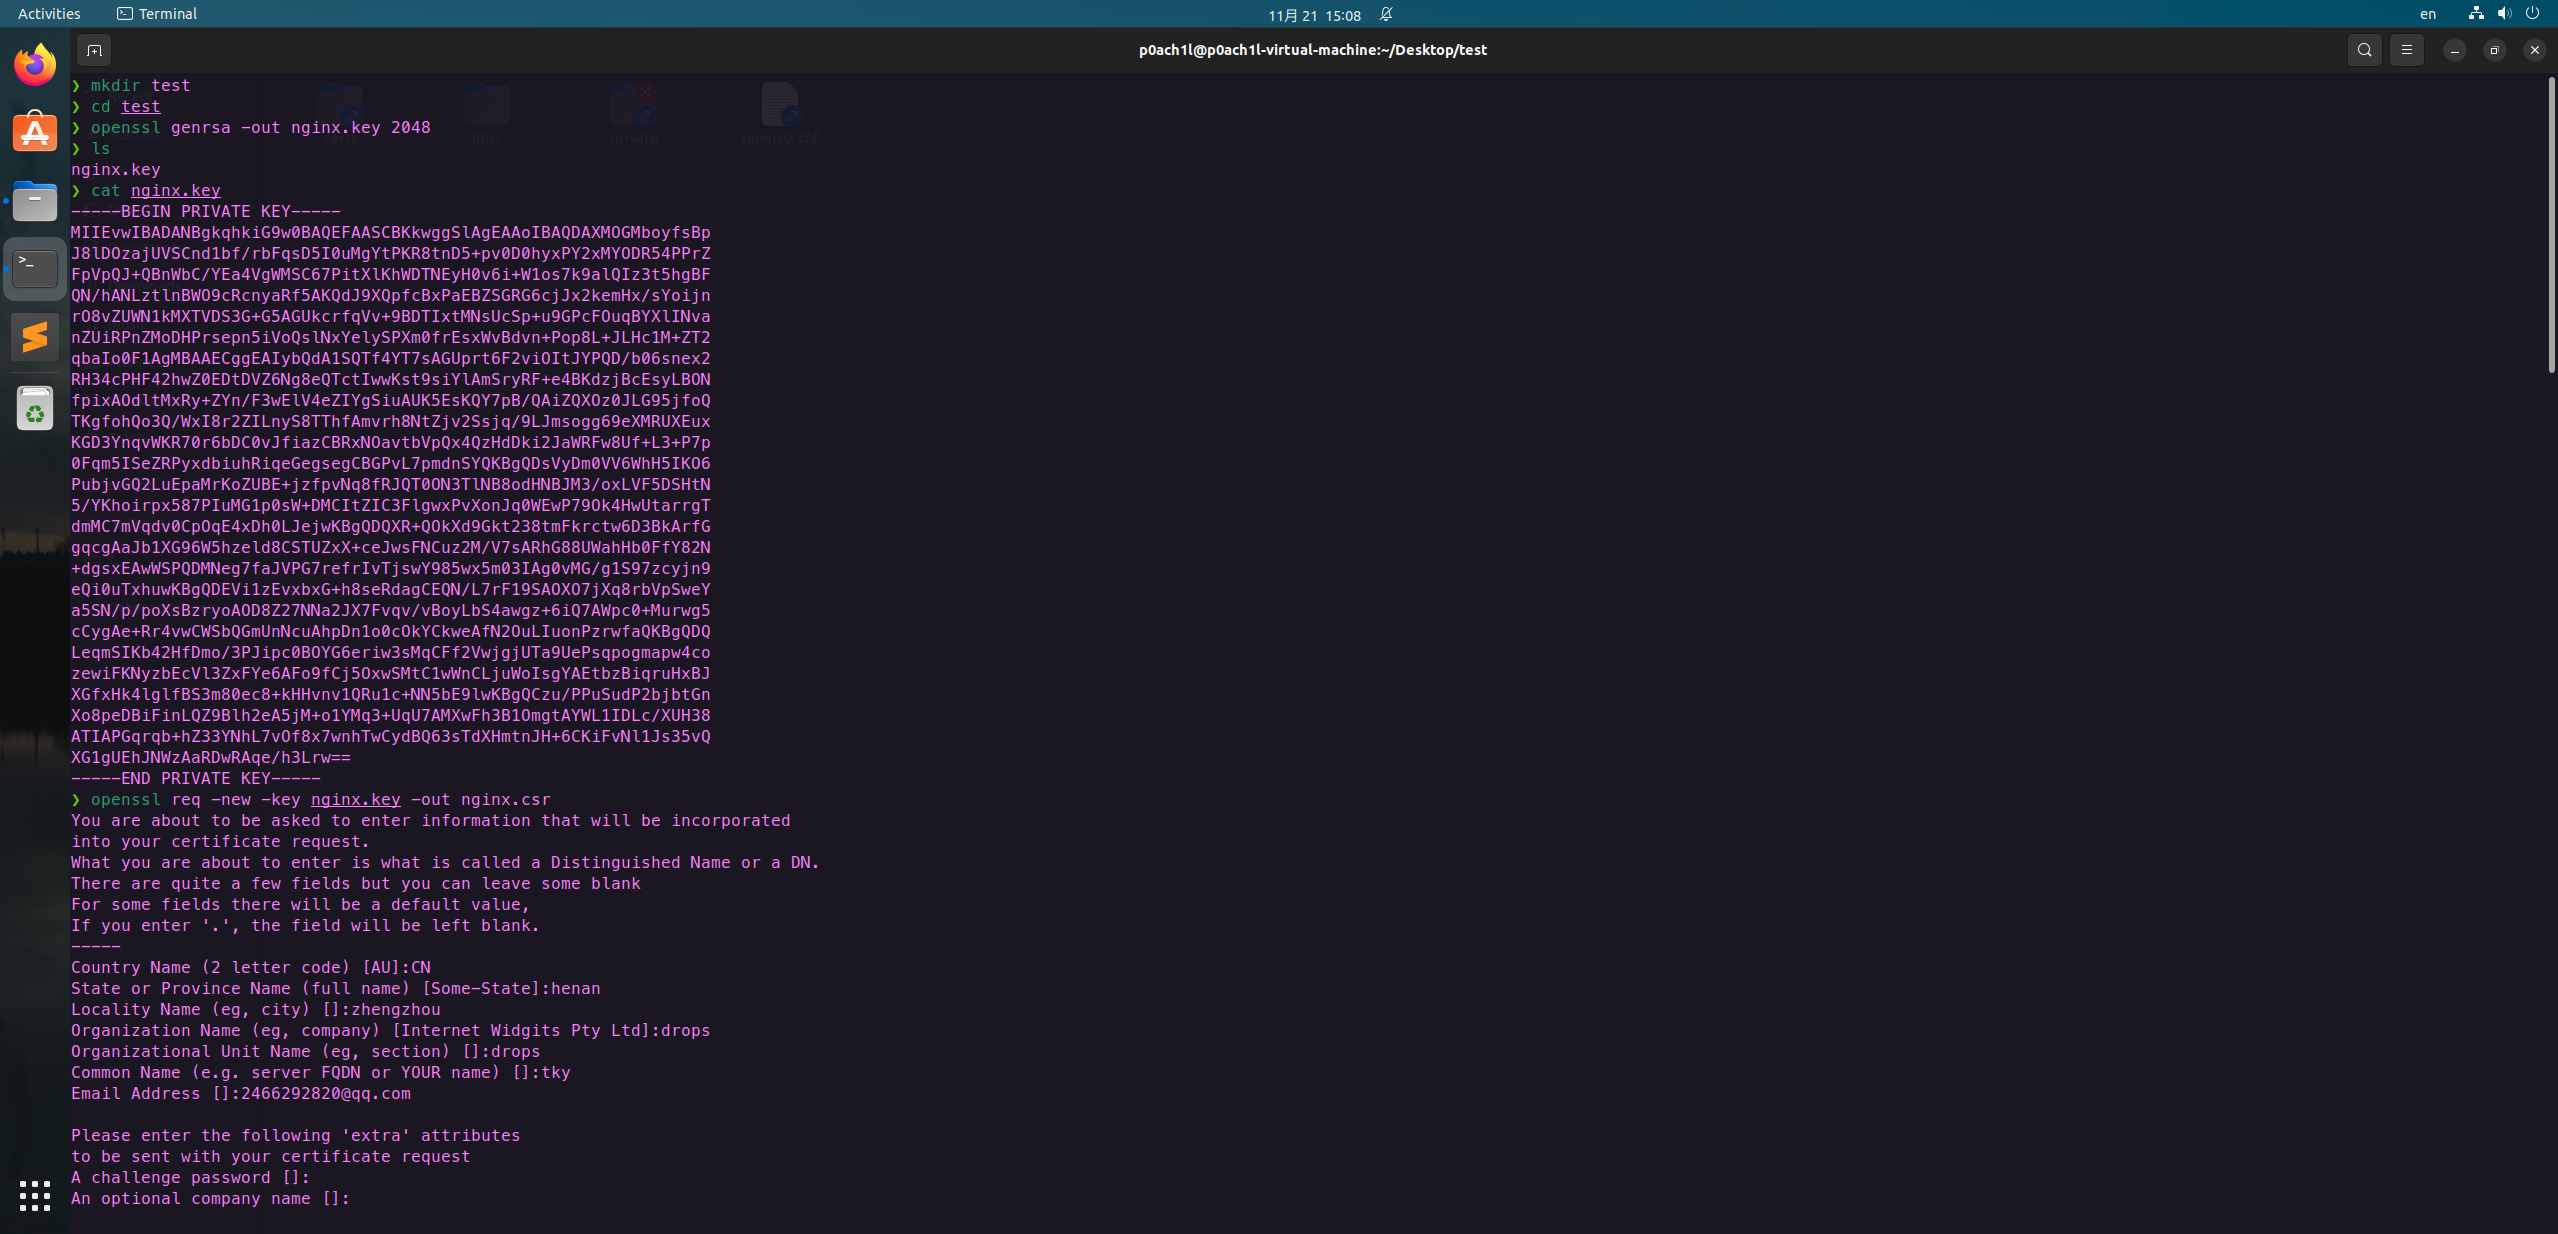 Activities
Terminal
11月 21 15:08
en
p0ach1l@p0ach1l-virtual-machine:~/Desktop/test
❯ mkdir test
❯ cd test
❯ openssl genrsa -out nginx.key 2048
❯ ls
nginx.key
❯ cat nginx.key
-----BEGIN PRIVATE KEY-----
MIIEvwIBADANBgkqhkiG9w0BAQEFAASCBKkwggSlAgEAAoIBAQDAXMOGMboyfsBp
J8lDOzajUVSCnd1bf/rbFqsD5I0uMgYtPKR8tnD5+pv0D0hyxPY2xMYODR54PPrZ
FpVpQJ+QBnWbC/YEa4VgWMSC67PitXlKhWDTNEyH0v6i+W1os7k9alQIz3t5hgBF
QN/hANLztlnBWO9cRcnyaRf5AKQdJ9XQpfcBxPaEBZSGRG6cjJx2kemHx/sYoijn
rO8vZUWN1kMXTVDS3G+G5AGUkcrfqVv+9BDTIxtMNsUcSp+u9GPcFOuqBYXlINva
nZUiRPnZMoDHPrsepn5iVoQslNxYelySPXm0frEsxWvBdvn+Pop8L+JLHc1M+ZT2
qbaIo0F1AgMBAAECggEAIybQdA1SQTf4YT7sAGUprt6F2viOItJYPQD/b06snex2
RH34cPHF42hwZ0EDtDVZ6Ng8eQTctIwwKst9siYlAmSryRF+e4BKdzjBcEsyLBON
fpixAOdltMxRy+ZYn/F3wElV4eZIYgSiuAUK5EsKQY7pB/QAiZQXOz0JLG95jfoQ
TKgfohQo3Q/WxI8r2ZILnyS8TThfAmvrh8NtZjv2Ssjq/9LJmsogg69eXMRUXEux
KGD3YnqvWKR70r6bDC0vJfiazCBRxNOavtbVpQx4QzHdDki2JaWRFw8Uf+L3+P7p
0Fqm5ISeZRPyxdbiuhRiqeGegsegCBGPvL7pmdnSYQKBgQDsVyDm0VV6WhH5IKO6
PubjvGQ2LuEpaMrKoZUBE+jzfpvNq8fRJQT0ON3TlNB8odHNBJM3/oxLVF5DSHtN
5/YKhoirpx587PIuMG1p0sW+DMCItZIC3FlgwxPvXonJq0WEwP79Ok4HwUtarrgT
dmMC7mVqdv0CpOqE4xDh0LJejwKBgQDQXR+QOkXd9Gkt238tmFkrctw6D3BkArfG
gqcgAaJb1XG96W5hzeld8CSTUZxX+ceJwsFNCuz2M/V7sARhG88UWahHb0FfY82N
+dgsxEAwWSPQDMNeg7faJVPG7refrIvTjswY985wx5m03IAg0vMG/g1S97zcyjn9
eQi0uTxhuwKBgQDEVi1zEvxbxG+h8seRdagCEQN/L7rF19SAOXO7jXq8rbVpSweY
a5SN/p/poXsBzryoAOD8Z27NNa2JX7Fvqv/vBoyLbS4awgz+6iQ7AWpc0+Murwg5
cCygAe+Rr4vwCWSbQGmUnNcuAhpDn1o0cOkYCkweAfN2OuLIuonPzrwfaQKBgQDQ
LeqmSIKb42HfDmo/3PJipc0BOYG6eriw3sMqCFf2VwjgjUTa9UePsqpogmapw4co
zewiFKNyzbEcVl3ZxFYe6AFo9fCj5OxwSMtC1wWnCLjuWoIsgYAEtbzBiqruHxBJ
XGfxHk4lglfBS3m80ec8+kHHvnv1QRu1c+NN5bE9lwKBgQCzu/PPuSudP2bjbtGn
Xo8peDBiFinLQZ9Blh2eA5jM+o1YMq3+UqU7AMXwFh3B1OmgtAYWL1IDLc/XUH38
ATIAPGqrqb+hZ33YNhL7vOf8x7wnhTwCydBQ63sTdXHmtnJH+6CKiFvNl1Js35vQ
XG1gUEhJNWzAaRDwRAqe/h3Lrw==
-----END PRIVATE KEY-----
❯ openssl req -new -key nginx.key -out nginx.csr
You are about to be asked to enter information that will be incorporated
into your certificate request.
What you are about to enter is what is called a Distinguished Name or a DN.
There are quite a few fields but you can leave some blank
For some fields there will be a default value,
If you enter '.', the field will be left blank.
-----
Country Name (2 letter code) [AU]:CN
State or Province Name (full name) [Some-State]:henan
Locality Name (eg, city) []:zhengzhou
Organization Name (eg, company) [Internet Widgits Pty Ltd]:drops
Organizational Unit Name (eg, section) []:drops
Common Name (e.g. server FQDN or YOUR name) []:tky
Email Address []:2466292820@qq.com

Please enter the following 'extra' attributes
to be sent with your certificate request
A challenge password []:
An optional company name []:
certs
misc
private
openssl.cnf